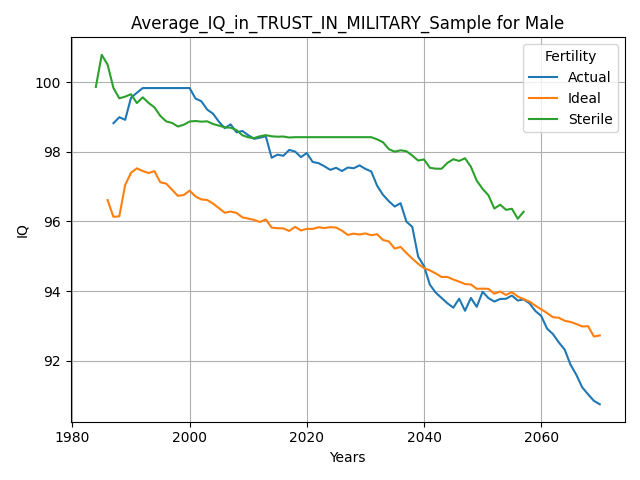 Average_IQ_in_TRUST_IN_MILITARY_Sample for Male
Fertility
Actual
Ideal
Sterile
IQ
100
98
96
94
92
1980
2000
2020
2040
2060
Years